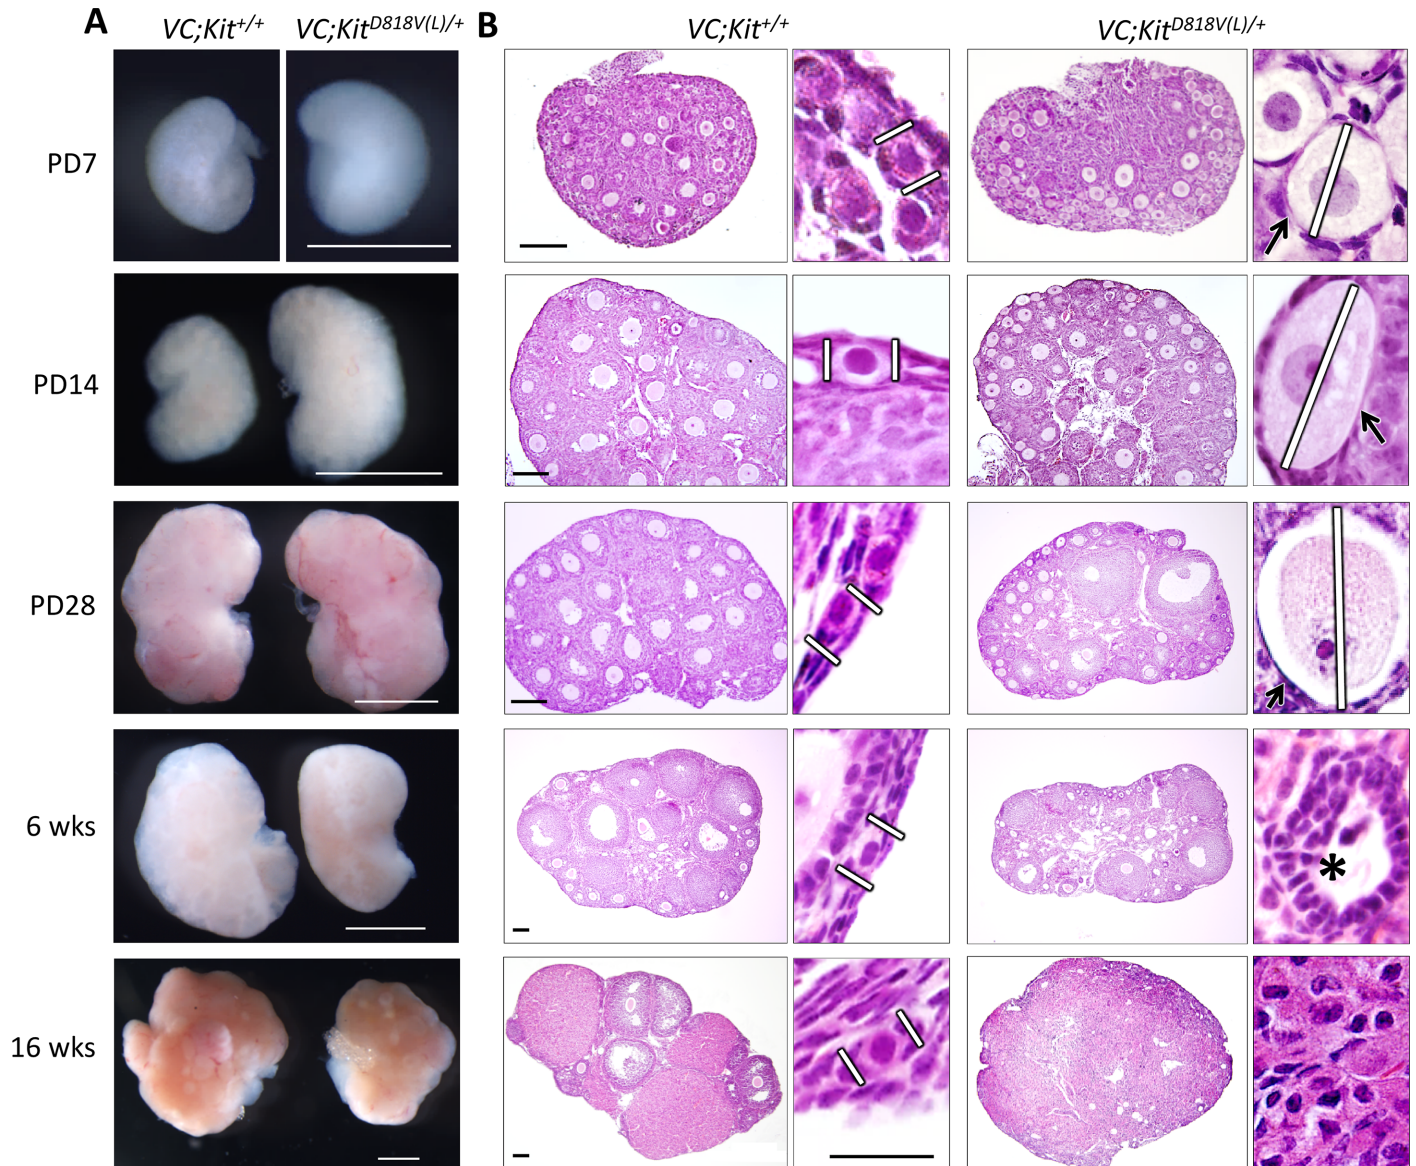 A VC;Kit+/+ VC;KitD818V(L)/+ B VC;Kit+/+ VC;KitD818V(L)/+
PD7
PD14
PD28
6 wks
*
16 wks